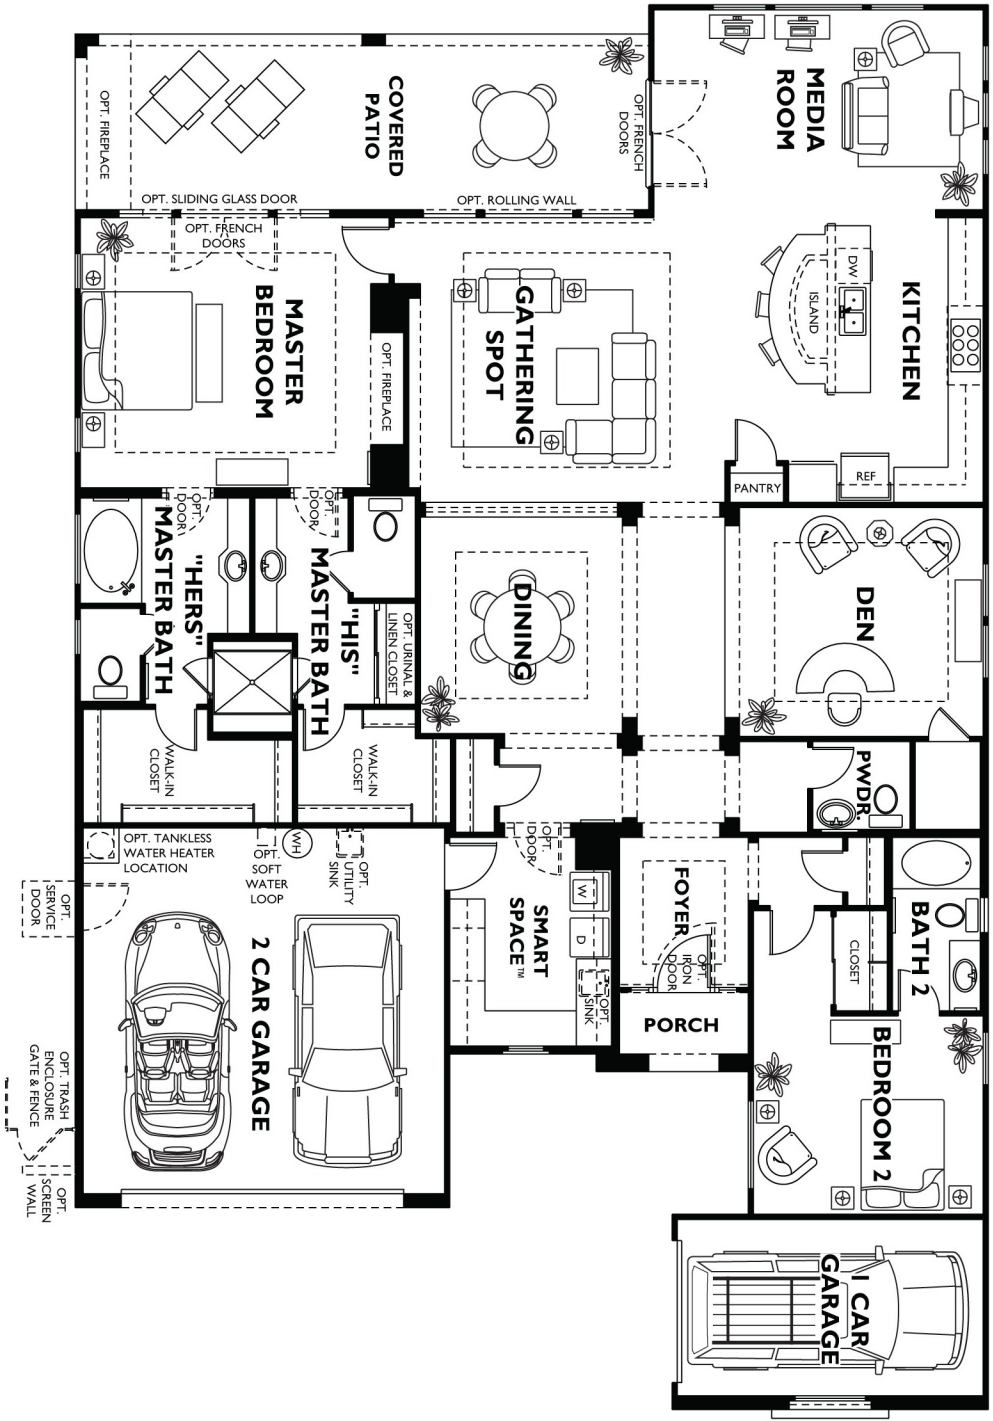 COVERED
PATIO
OPT. FIREPLACE
OPT. FRENCH
DOORS
MEDIA
ROOM
OPT. SLIDING GLASS DOOR
OPT. ROLLING WALL
OPT. FRENCH
DOORS
MASTER
BEDROOM
OPT. FIREPLACE
GATHERING
SPOT
DW
ISLAND
KITCHEN
REF
PANTRY
OPT.
DOOR
OPT.
DOOR
"HERS"
MASTER BATH
"HIS"
MASTER BATH
OPT. URINAL &
LINEN CLOSET
DINING
DEN
WALK-IN
CLOSET
WALK-IN
CLOSET
PWDR.
OPT. TANKLESS
WATER HEATER
LOCATION
OPT.
SOFT
WATER
LOOP
WH
OPT.
UTILITY
SINK
OPT.
DOOR
OPT.
SERVICE
DOOR
2 CAR GARAGE
SMART
SPACE™
W
D
OPT.
SINK
FOYER
OPT.
IRON
DOOR
PORCH
CLOSET
BATH 2
BEDROOM 2
OPT. TRASH
ENCLOSURE
GATE & FENCE
OPT.
SCREEN
WALL
1 CAR
GARAGE